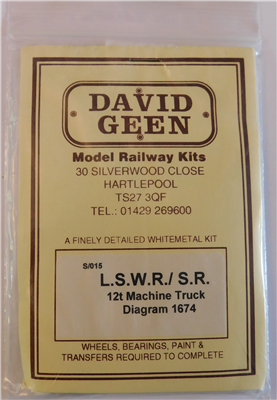 DAVID
GEEN
Model Railway Kits
30 SILVERWOOD CLOSE
HARTLEPOOL
TS27 3QF
TEL.: 01429 269600
A FINELY DETAILED WHITEMETAL KIT
S/015
L.S.W.R./ S.R.
12t Machine Truck
Diagram 1674
WHEELS, BEARINGS, PAINT &
TRANSFERS REQUIRED TO COMPLETE